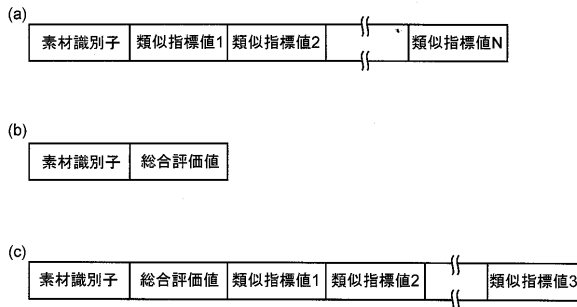 (a)
素材識別子 類似指標値1 類似指標値2 類似指標値N
(b)
素材識別子 総合評価値
(c)
素材識別子 総合評価値 類似指標値1 類似指標値2 類似指標値3